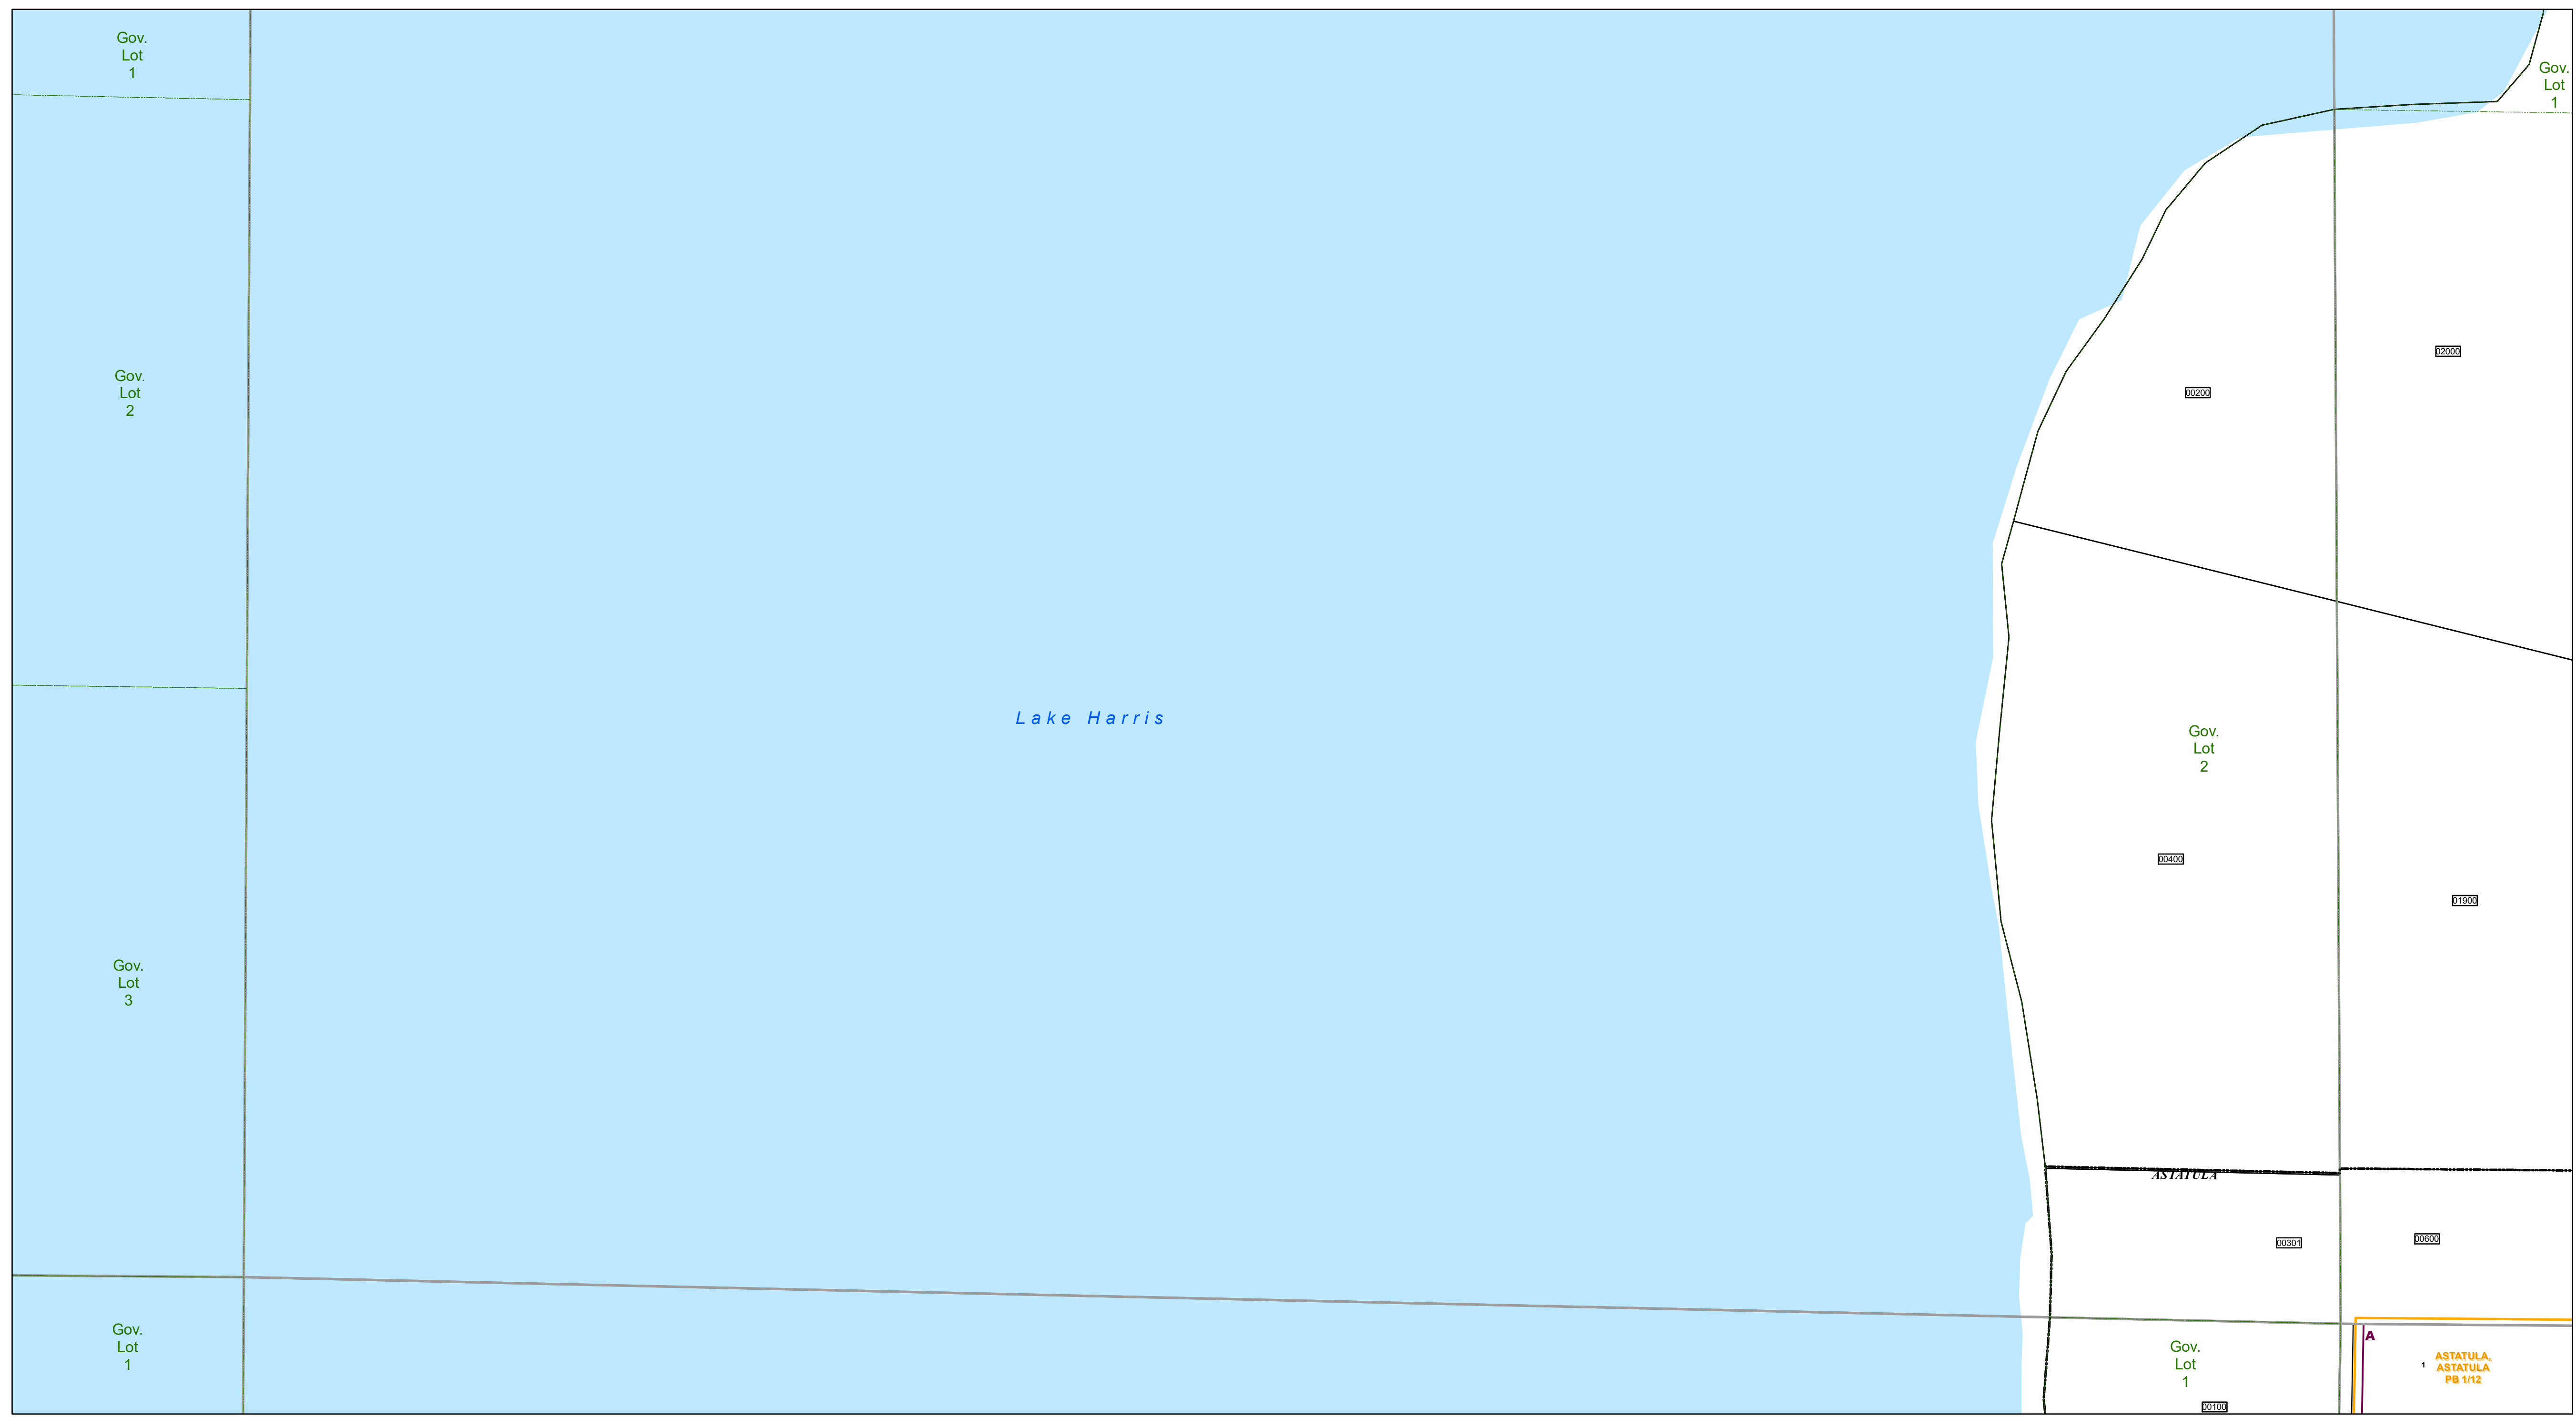 Gov.
Lot
1
Gov.
Lot
1
02000
Gov.
Lot
2
00200
Lake Harris
Gov.
Lot
2
00400
01900
Gov.
Lot
3
ASTATULA
00301
00600
Gov.
Lot
1
A
Gov.
Lot
1
1
ASTATULA,
ASTATULA
PB 1/12
00100